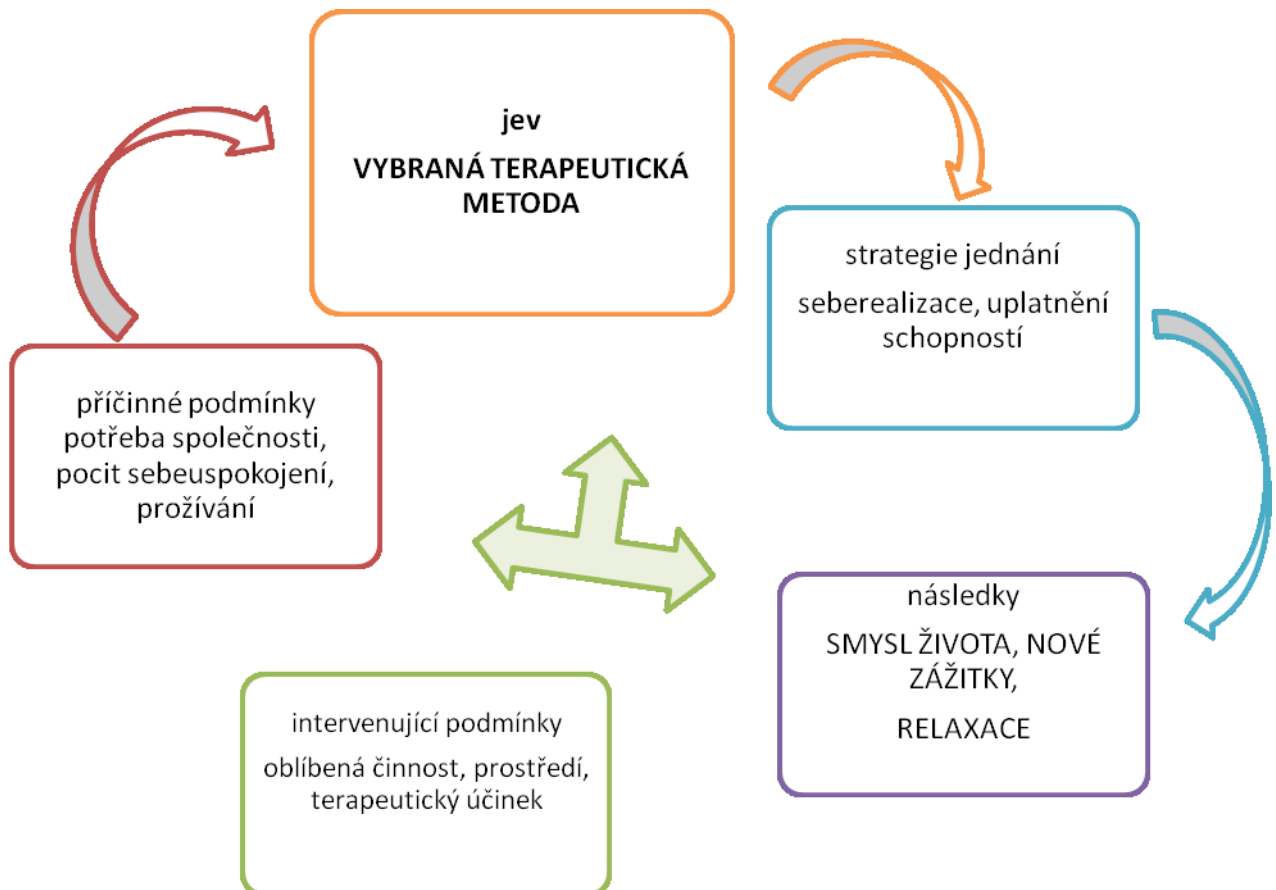 jev
VYBRANÁ TERAPEUTICKÁ
METODA
strategie jednání
seberealizace, uplatnění
schopností
příčinné podmínky
potřeba společnosti,
pocit sebeuspokojení,
prožívání
následky
SMYSL ŽIVOTA, NOVÉ
ZÁŽITKY,
RELAXACE
intervenující podmínky
oblíbená činnost, prostředí,
terapeutický účinek